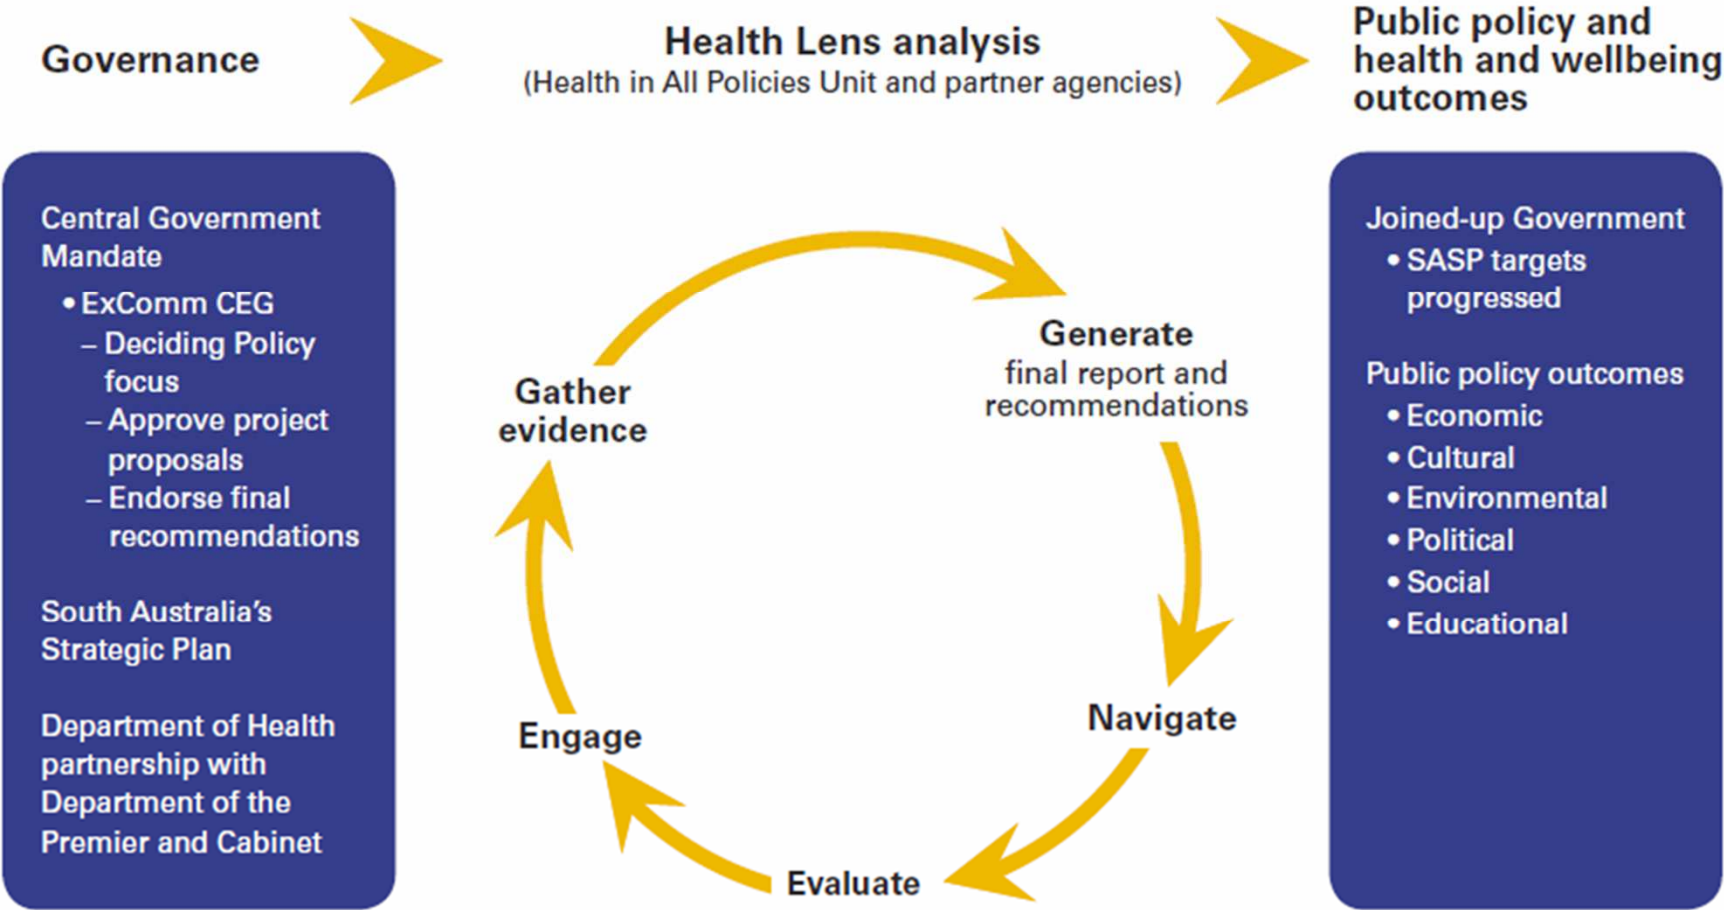 Governance
Health Lens analysis
(Health in All Policies Unit and partner agencies)
Public policy and
health and wellbeing
outcomes
Central Government
Mandate
• ExComm CEG
– Deciding Policy
focus
– Approve project
proposals
– Endorse final
recommendations
South Australia’s
Strategic Plan
Department of Health
partnership with
Department of the
Premier and Cabinet
Gather
evidence
Generate
final report and
recommendations
Navigate
Evaluate
Engage
Joined-up Government
• SASP targets
progressed
Public policy outcomes
• Economic
• Cultural
• Environmental
• Political
• Social
• Educational